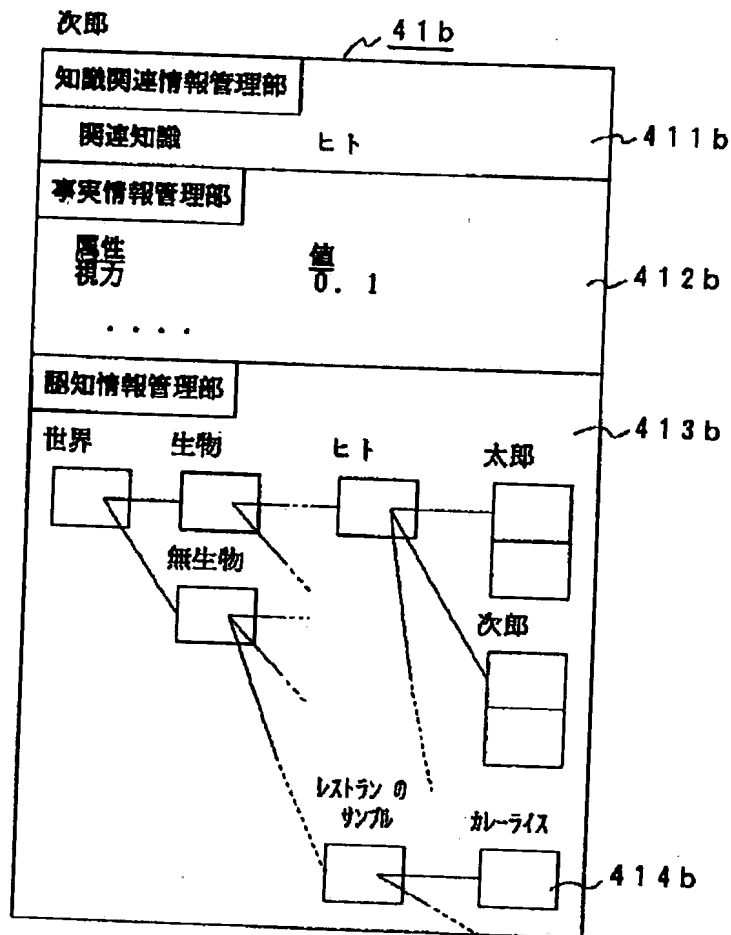 次郎
41b
知識関連情報管理部
関連知識 ヒト
411b
事実情報管理部
属性 値
視力 0. 1
412b
・・・・
認知情報管理部
413b
世界 生物 ヒト 太郎
無生物
次郎
レストラン の
サンプル
カレーライス
414b